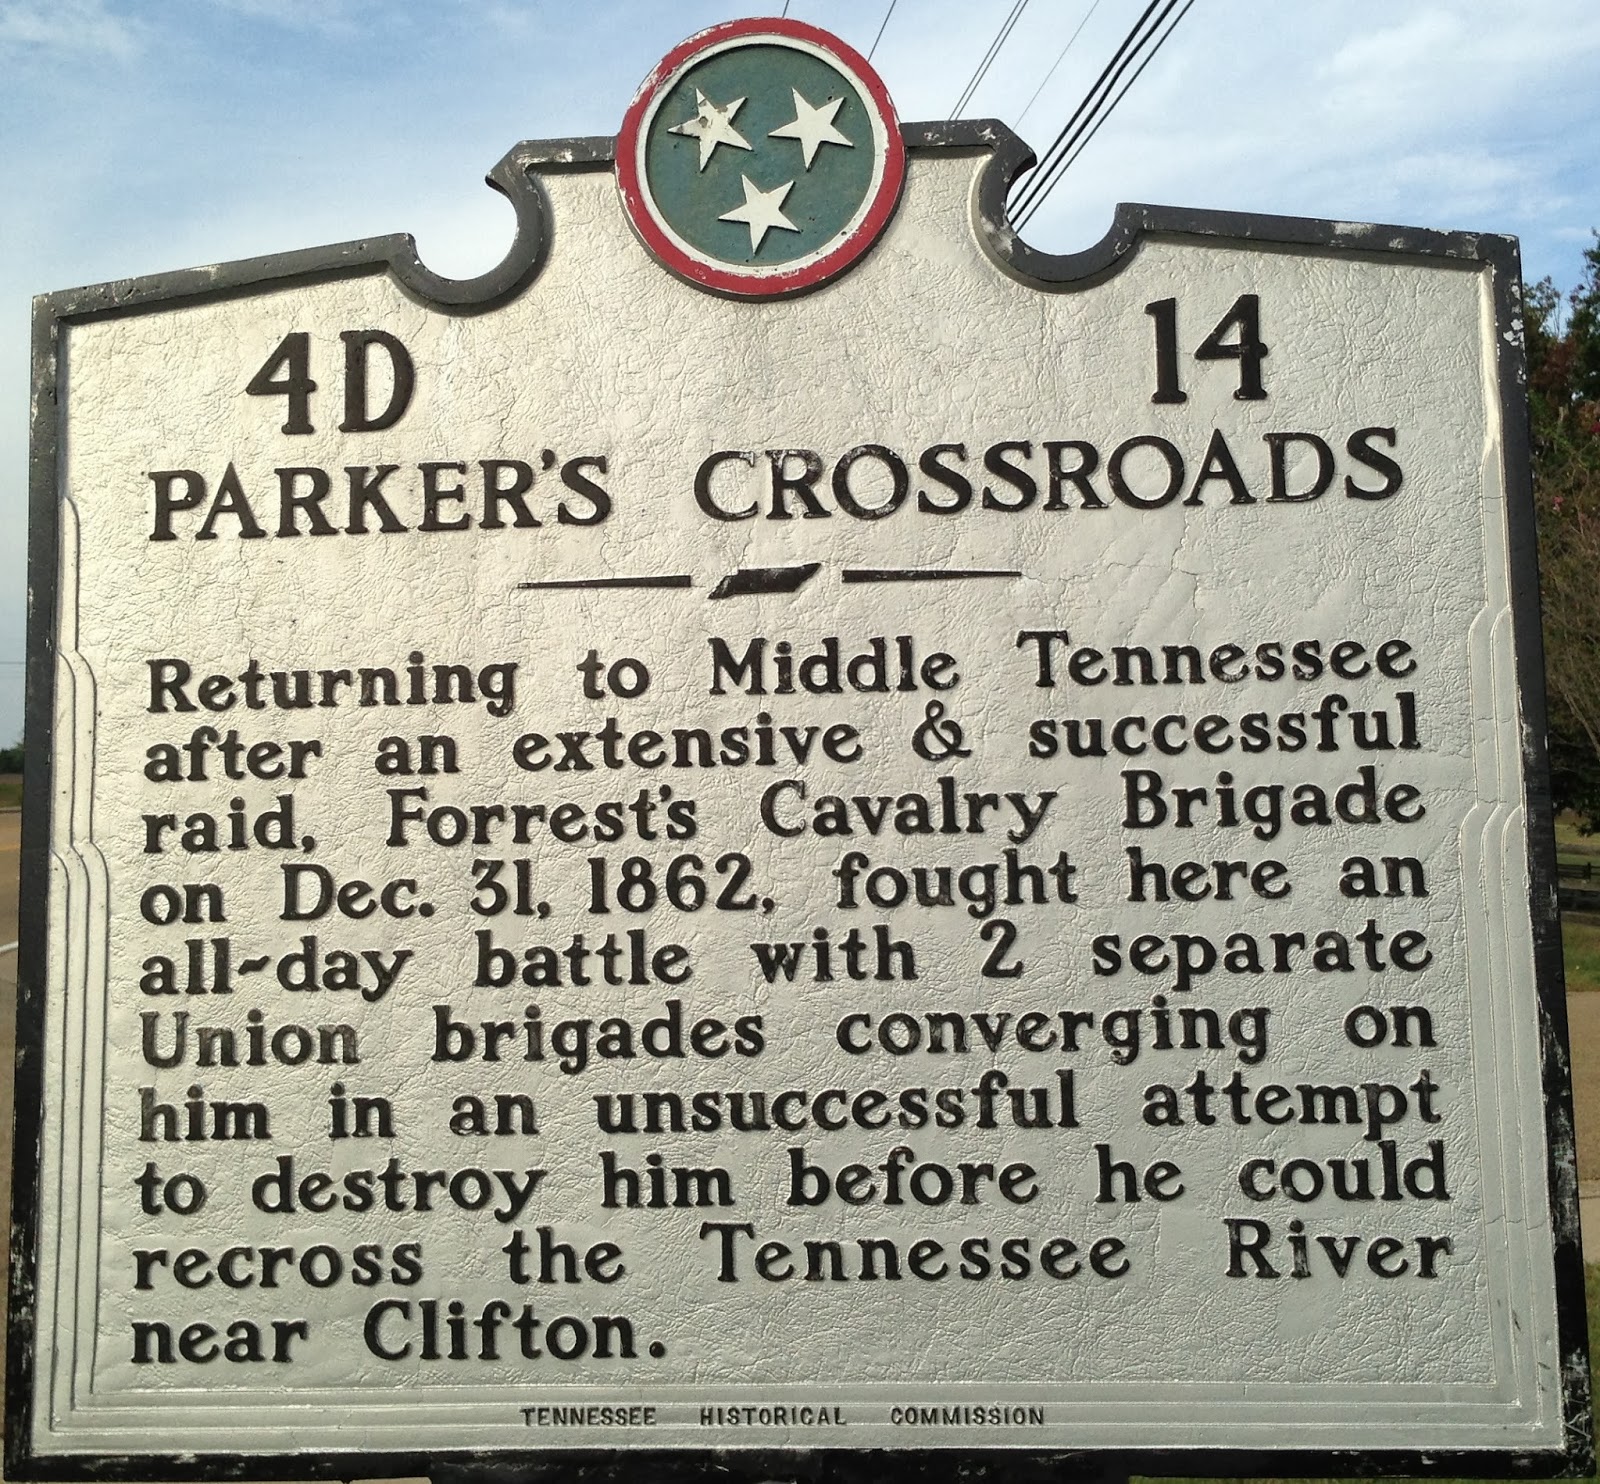 4D 14
PARKER'S CROSSROADS
Returning to Middle Tennessee
after an extensive & successful
raid, Forrest's Cavalry Brigade
on Dec. 31, 1862, fought here an
all-day battle with 2 separate
Union brigades converging on
him in an unsuccessful attempt
to destroy him before he could
recross the Tennessee River
near Clifton.
TENNESSEE HISTORICAL COMMISSION